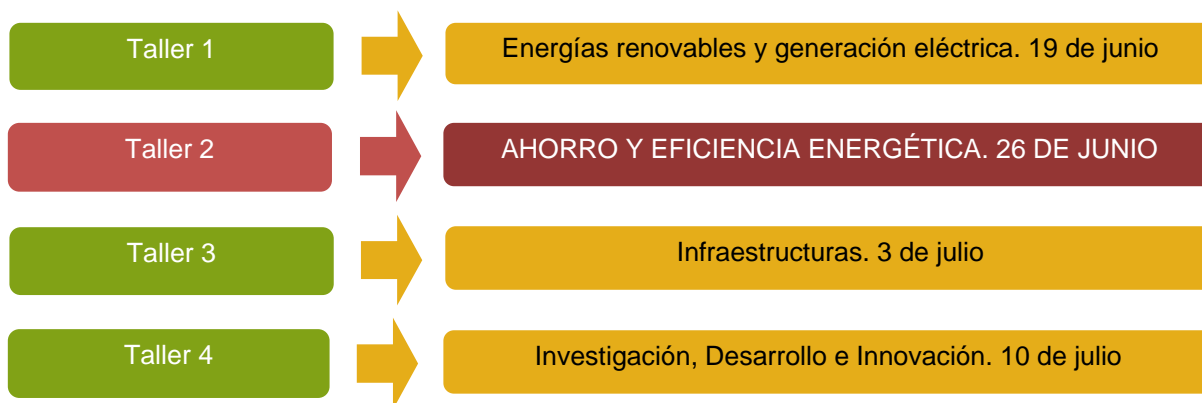 Taller 1
Energías renovables y generación eléctrica. 19 de junio
Taller 2
AHORRO Y EFICIENCIA ENERGÉTICA. 26 DE JUNIO
Taller 3
Infraestructuras. 3 de julio
Taller 4
Investigación, Desarrollo e Innovación. 10 de julio